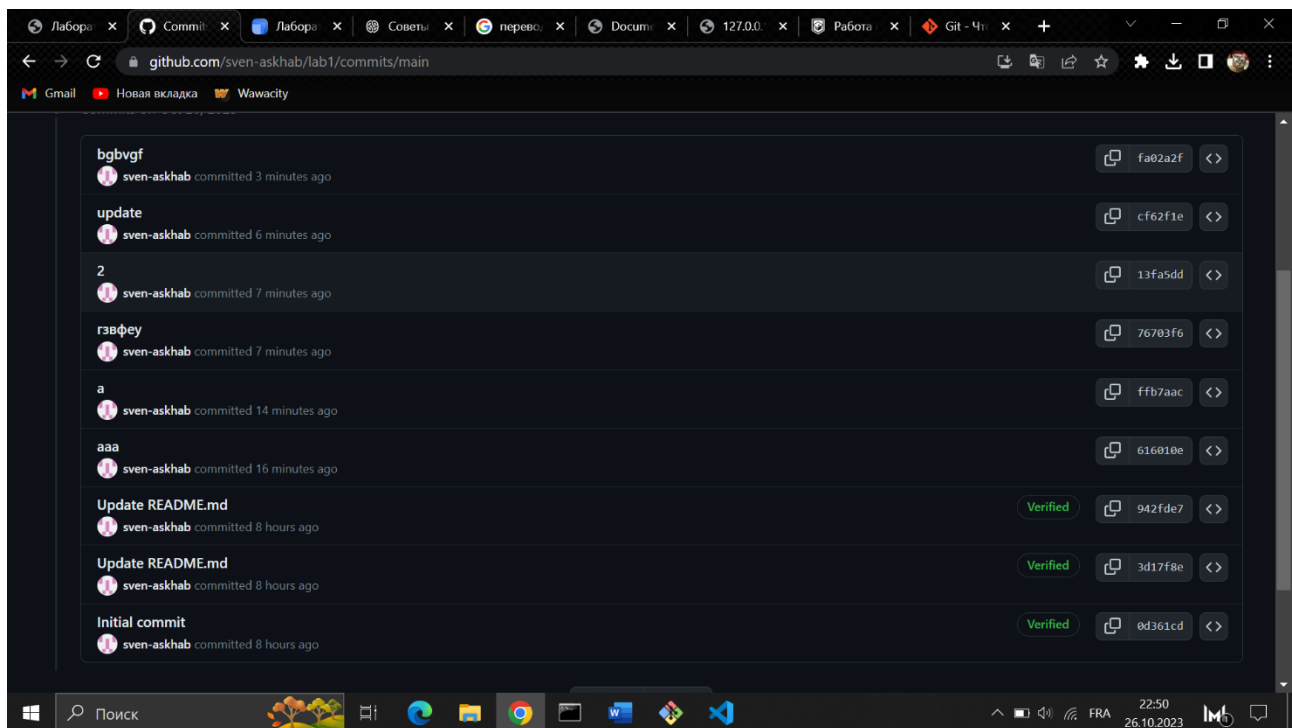 Лабора
Commit
Лабора
Советы
перево
Docum
127.0.0.
Работа
Git - Чт
github.com/sven-askhab/lab1/commits/main
Gmail
Новая вкладка
Wawacity
bgbvgf
fa02a2f
sven-askhab committed 3 minutes ago
update
cf62f1e
sven-askhab committed 6 minutes ago
2
13fa5dd
sven-askhab committed 7 minutes ago
гзвфеу
76703f6
sven-askhab committed 7 minutes ago
a
ffb7aac
sven-askhab committed 14 minutes ago
aaa
616010e
sven-askhab committed 16 minutes ago
Update README.md
Verified
942fde7
sven-askhab committed 8 hours ago
Update README.md
Verified
3d17f8e
sven-askhab committed 8 hours ago
Initial commit
Verified
0d361cd
sven-askhab committed 8 hours ago
Поиск
FRA
22:50
26.10.2023